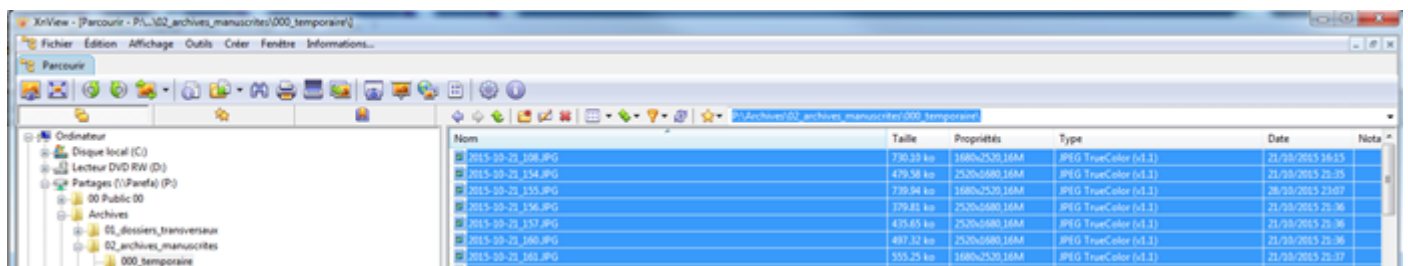 XnView - [Parcourir - P:\...\02_archives_manuscrites\000_temporaire\]
Fichier Édition Affichage Outils Créer Fenêtre Informations...
Parcourir
P:\Archives\02_archives_manuscrites\000_temporaire\
Ordinateur
Disque local (C:)
Lecteur DVD RW (D:)
Partages (\\Parefa) (P:)
00 Public 00
Archives
01_dossiers_transversaux
02_archives_manuscrites
000_temporaire
Nom Taille Propriétés Type Date Nota
2015-10-21_108.JPG 730.10 ko 1680x2520,16M JPEG TrueColor (v1.1) 21/10/2015 16:15
2015-10-21_154.JPG 479.58 ko 2520x1680,16M JPEG TrueColor (v1.1) 21/10/2015 21:35
2015-10-21_155.JPG 739.94 ko 1680x2520,16M JPEG TrueColor (v1.1) 28/10/2015 23:07
2015-10-21_156.JPG 379.81 ko 2520x1680,16M JPEG TrueColor (v1.1) 21/10/2015 21:36
2015-10-21_157.JPG 435.65 ko 2520x1680,16M JPEG TrueColor (v1.1) 21/10/2015 21:36
2015-10-21_160.JPG 497.32 ko 2520x1680,16M JPEG TrueColor (v1.1) 21/10/2015 21:36
2015-10-21_161.JPG 555.25 ko 1680x2520,16M JPEG TrueColor (v1.1) 21/10/2015 21:37